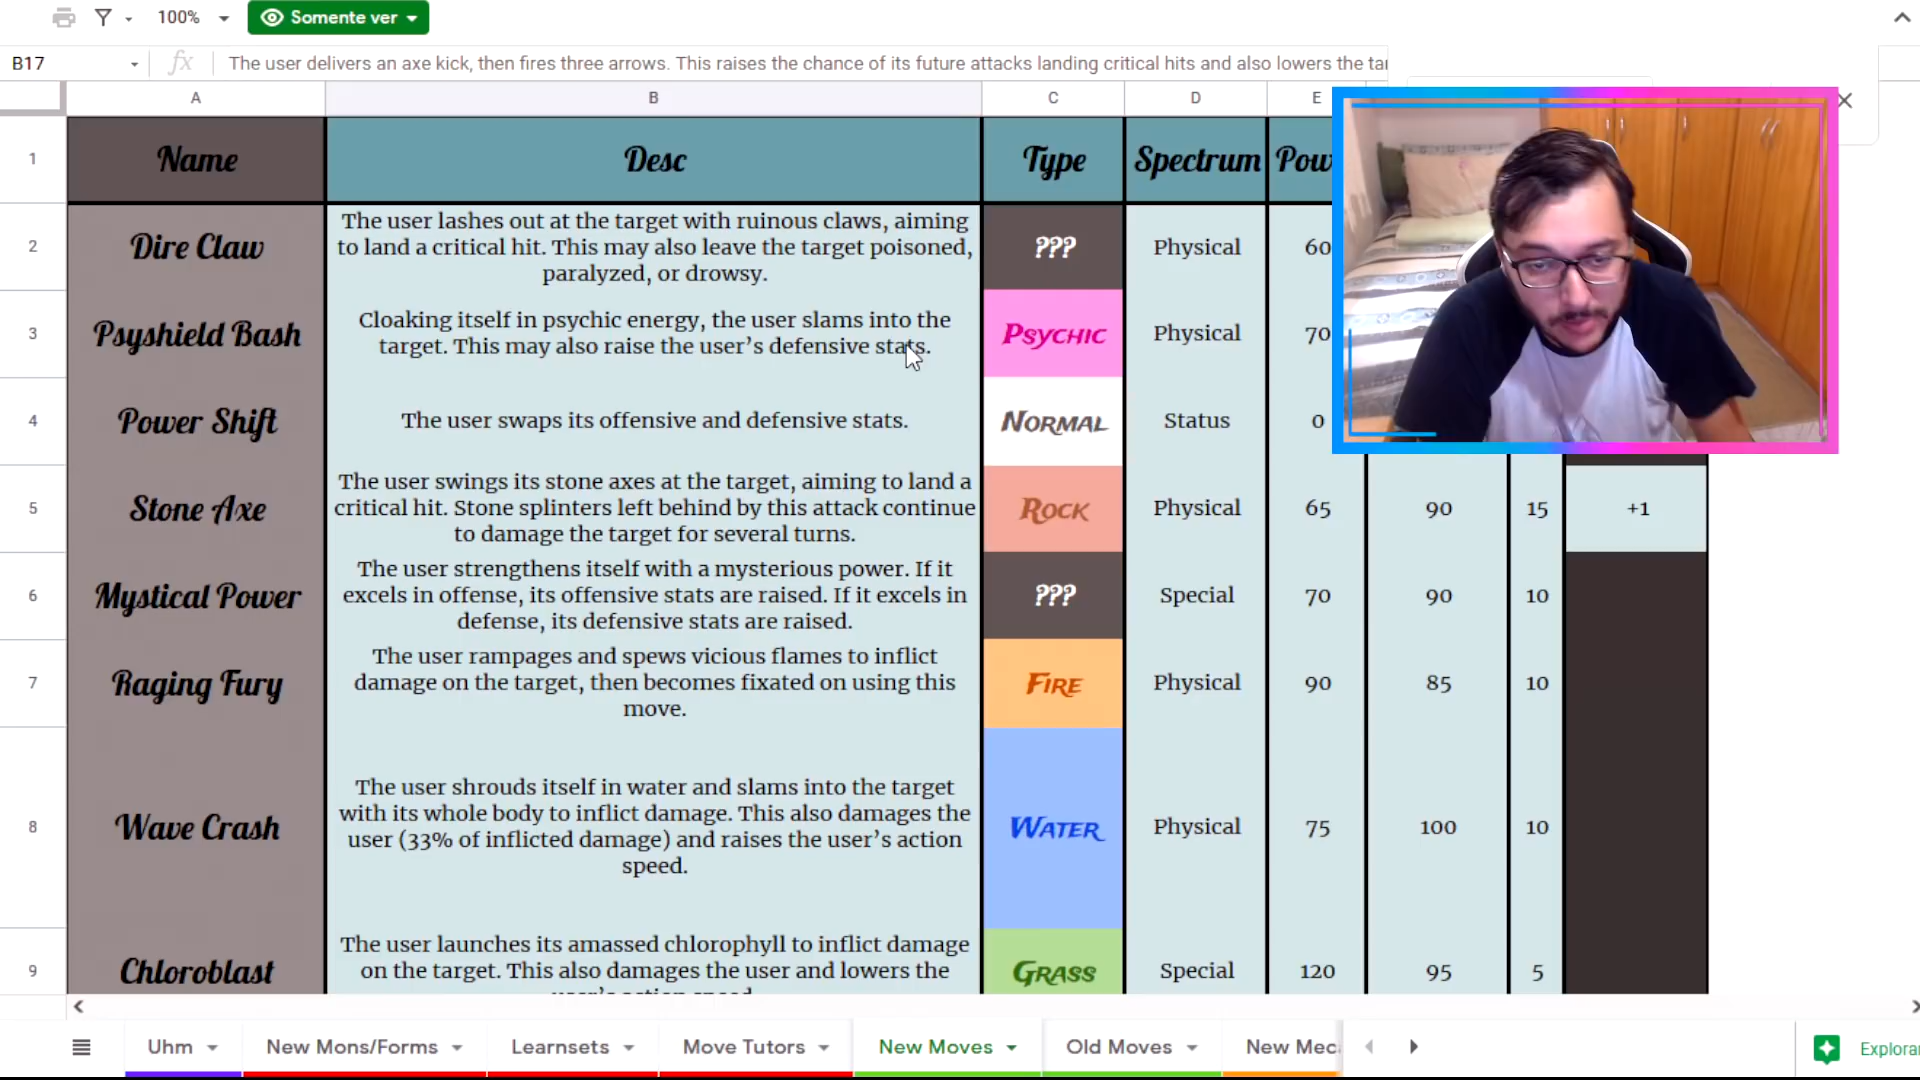 100% Somente ver
B17 fx The user delivers an axe kick, then fires three arrows. This raises the chance of its future attacks landing critical hits and also lowers the
A B C D E
1 Name Desc Type Spectrum Pow
2 Dire Claw The user lashes out at the target with ruinous claws, aiming
to land a critical hit. This may also leave the target poisoned,
paralyzed, or drowsy.
??? Physical 60
3 Psyshield Bash Cloaking itself in psychic energy, the user slams into the
target. This may also raise the user’s defensive stats.
Psychic Physical 70
4 Power Shift The user swaps its offensive and defensive stats. Normal Status 0
5 Stone Axe The user swings its stone axes at the target, aiming to land a
critical hit. Stone splinters left behind by this attack continue
to damage the target for several turns.
Rock Physical 65 90 15 +1
6 Mystical Power The user strengthens itself with a mysterious power. If it
excels in offense, its offensive stats are raised. If it excels in
defense, its defensive stats are raised.
??? Special 70 90 10
7 Raging Fury The user rampages and spews vicious flames to inflict
damage on the target, then becomes fixated on using this
move.
Fire Physical 90 85 10
8 Wave Crash The user shrouds itself in water and slams into the target
with its whole body to inflict damage. This also damages the
user (33% of inflicted damage) and raises the user’s action
speed.
Water Physical 75 100 10
9 Chloroblast The user launches its amassed chlorophyll to inflict damage
on the target. This also damages the user and lowers the
user’s action speed.
Grass Special 120 95 5
Uhm New Mons/Forms Learnsets Move Tutors New Moves Old Moves New Mec
Explorar